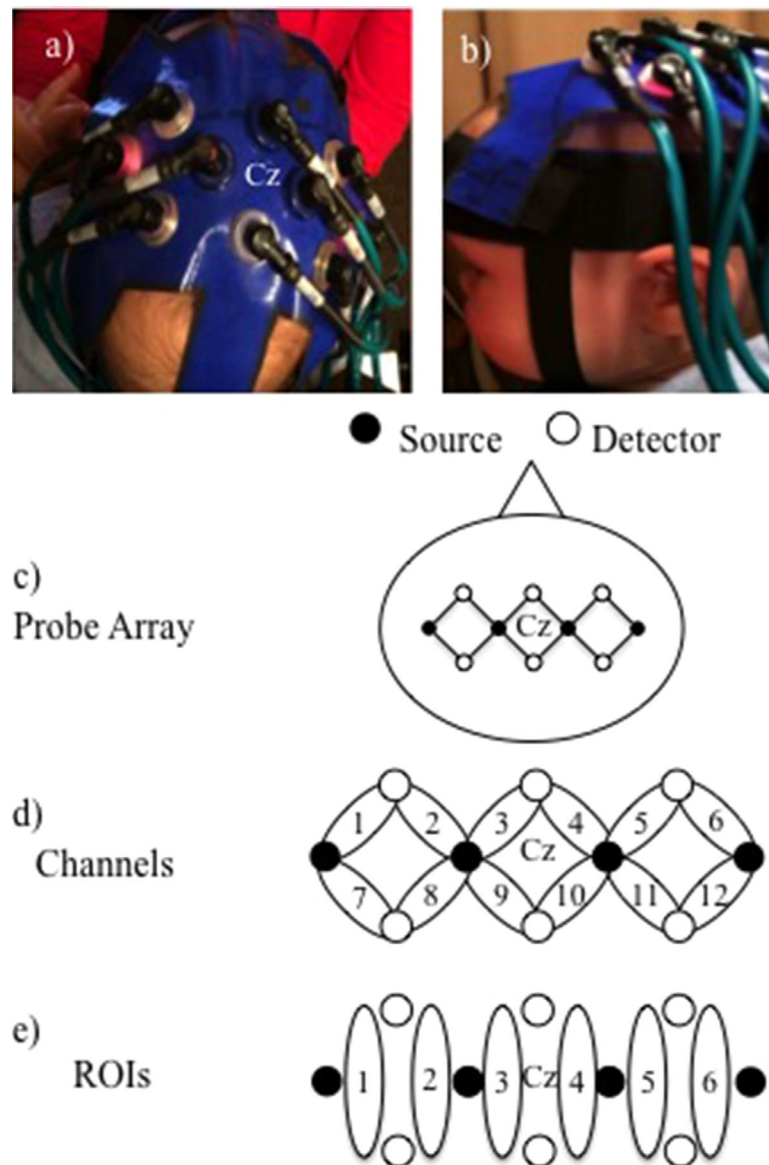 a)
b)
Cz
Source
Detector
c)
Probe Array
Cz
d)
Channels
1 2 3 4 5 6
Cz
7 8 9 10 11 12
e)
ROIs
1 2 3 Cz 4 5 6